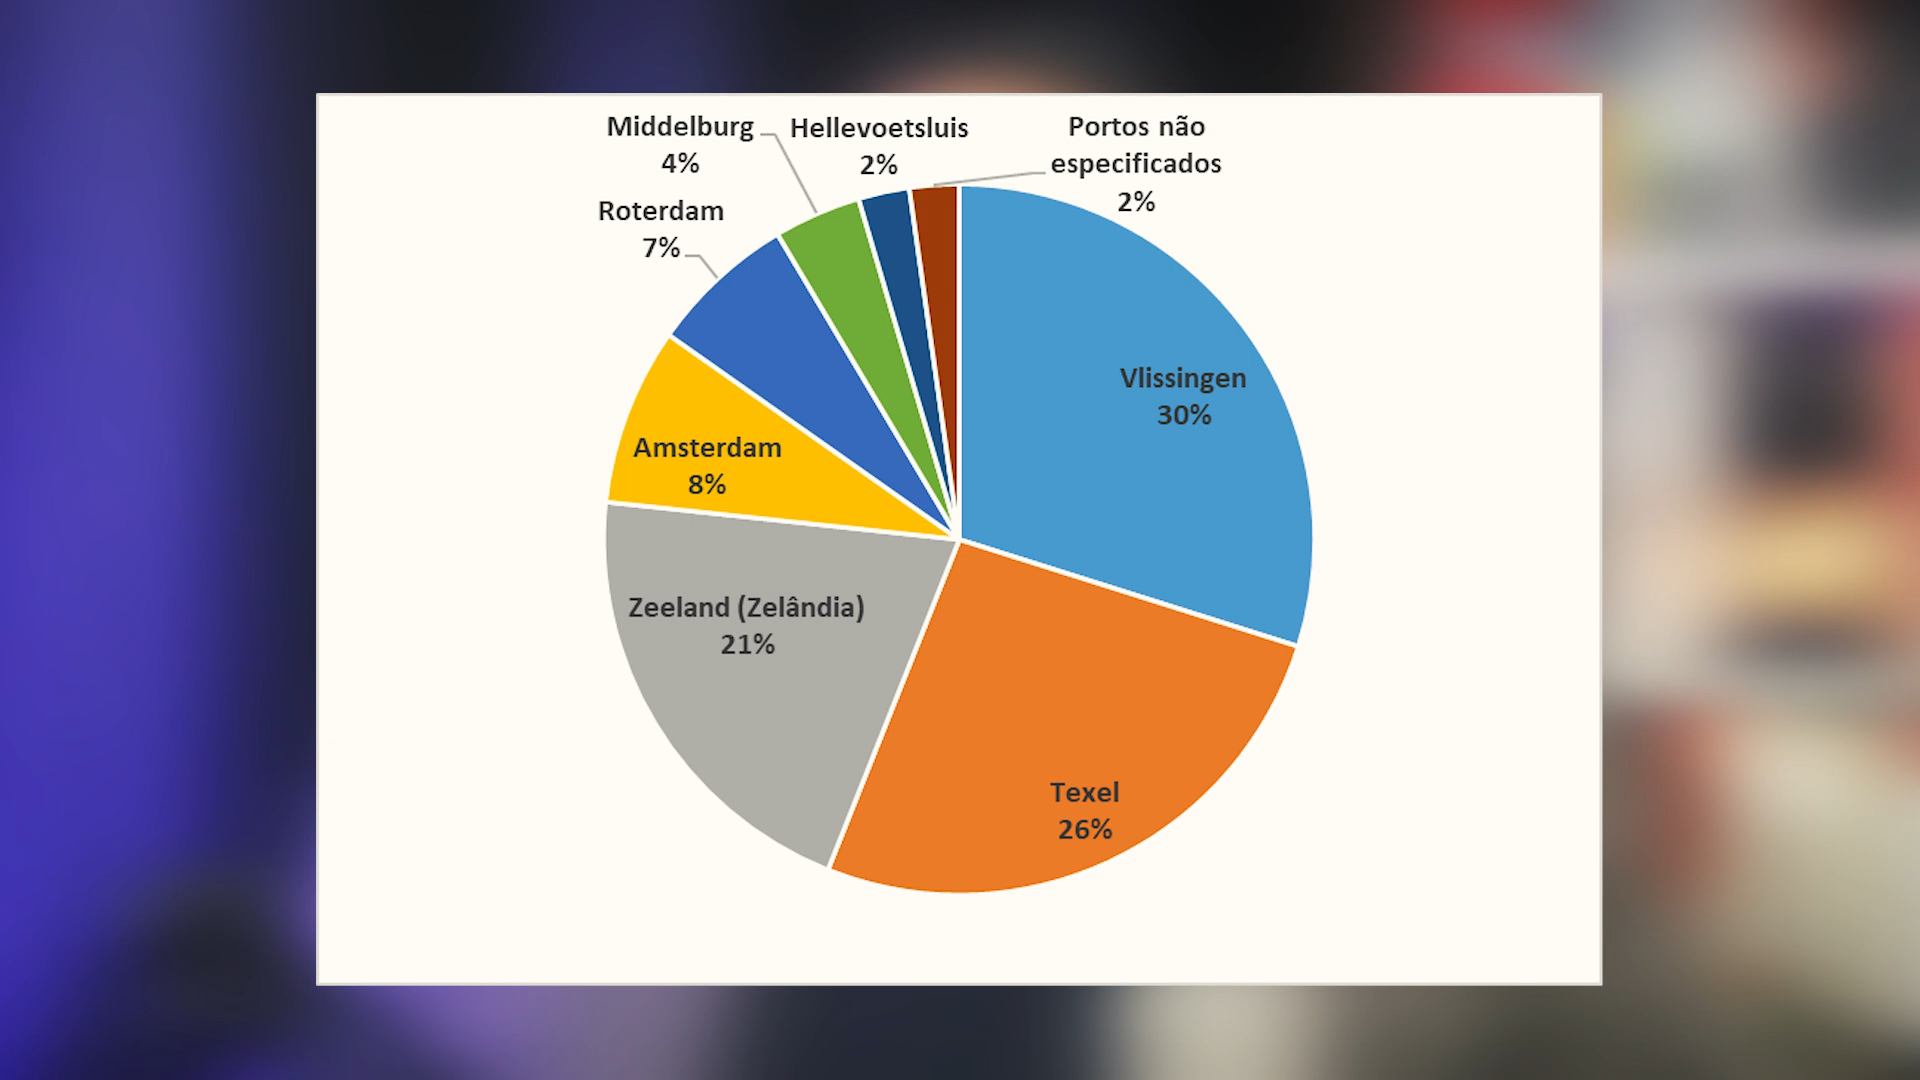 Middelburg
4%
Hellevoetsluis
2%
Portos não
especificados
2%
Roterdam
7%
Vlissingen
30%
Amsterdam
8%
Zeeland (Zelândia)
21%
Texel
26%